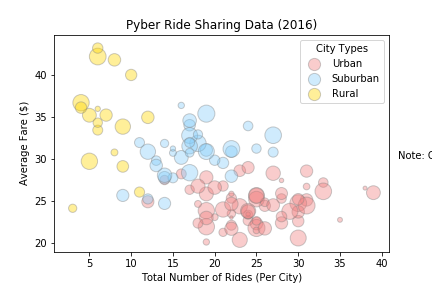 Pyber Ride Sharing Data (2016)
City Types
Urban
Suburban
Rural
40
35
30
25
20
Average Fare ($)
Note:
5 10 15 20 25 30 35 40
Total Number of Rides (Per City)